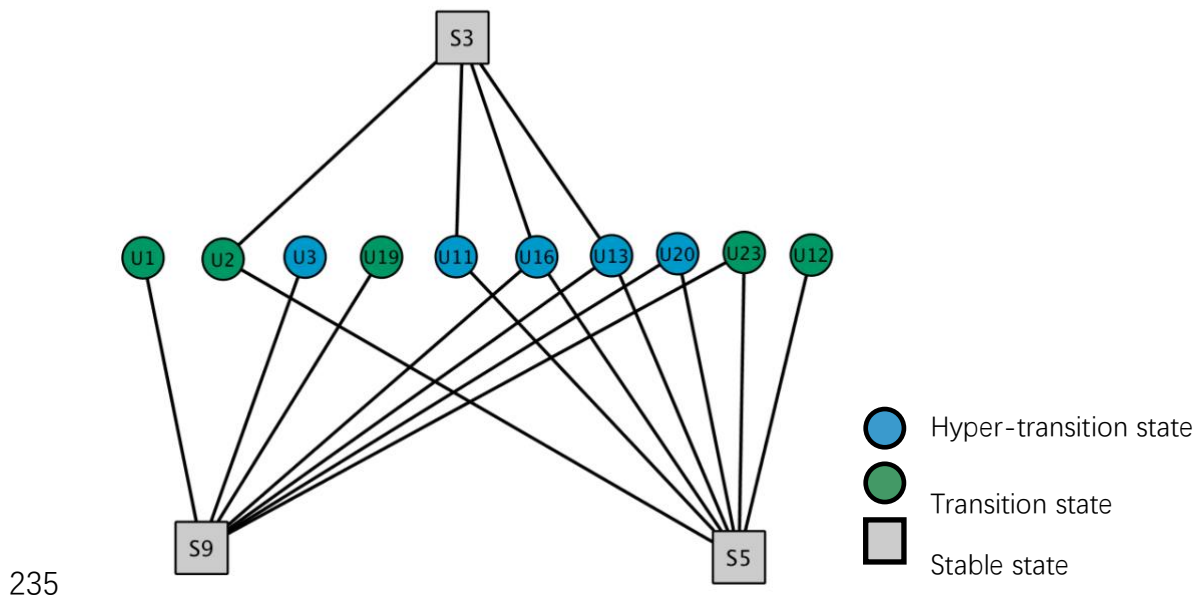 S3
U1 U2 U3 U19 U11 U16 U13 U20 U23 U12
Hyper-transition state
Transition state
S9 S5
Stable state
235